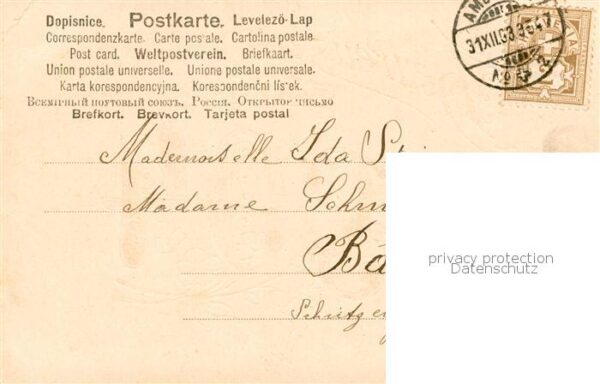 Dopisnice. Postkarte. Levelező-Lap
Correspondenzkarte. Carte postale. Cartolina postale.
Post card. Weltpostverein. Briefkaart.
Union postale universelle. Unione postale universale.
Karta korespondencyjna. Korespondenční lístek.
Всемірный почтовый союзъ. Россія. Открытое письмо
Brefkort. Brevkort. Tarjeta postal
31.XII.03
Mademoiselle Ida
Madame
privacy protection
Datenschutz